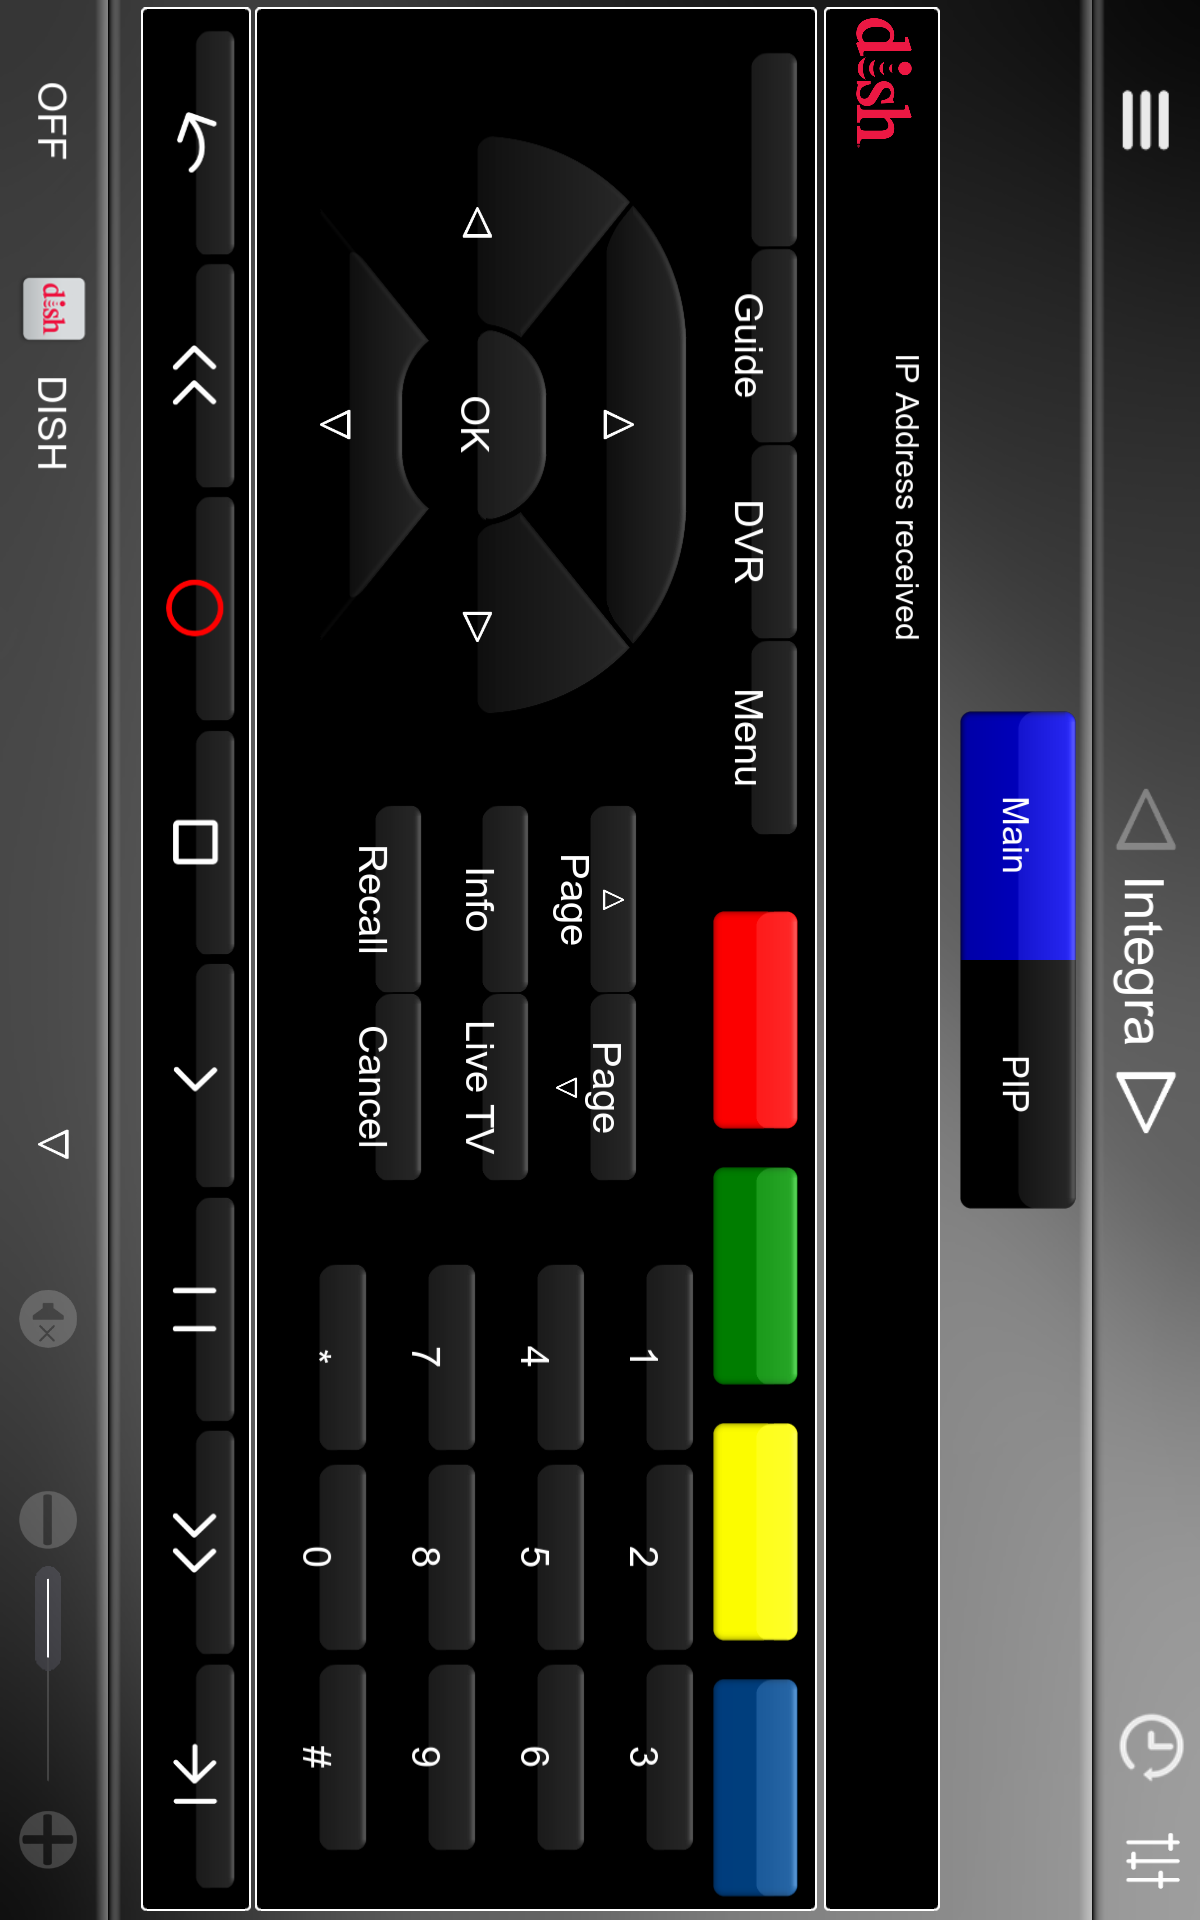 Integra
Main PIP
dish
IP Address received
Guide DVR Menu
OK
Page Page
Info Live TV
Recall Cancel
1 2 3
4 5 6
7 8 9
* 0 #
OFF dish DISH